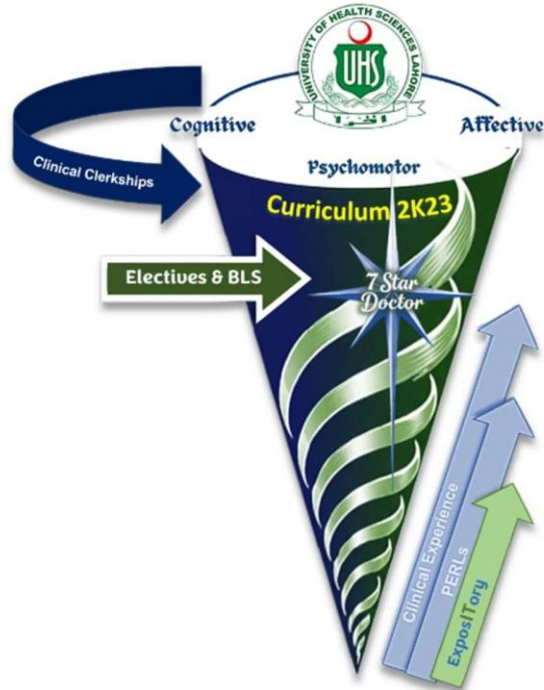 UNIVERSITY OF HEALTH SCIENCES LAHORE
UHS
اقرأ
Cognitive
Affective
Psychomotor
Clinical Clerkships
Curriculum 2K23
Electives & BLS
7 Star
Doctor
Clinical Experience
PERLs
ExposITory